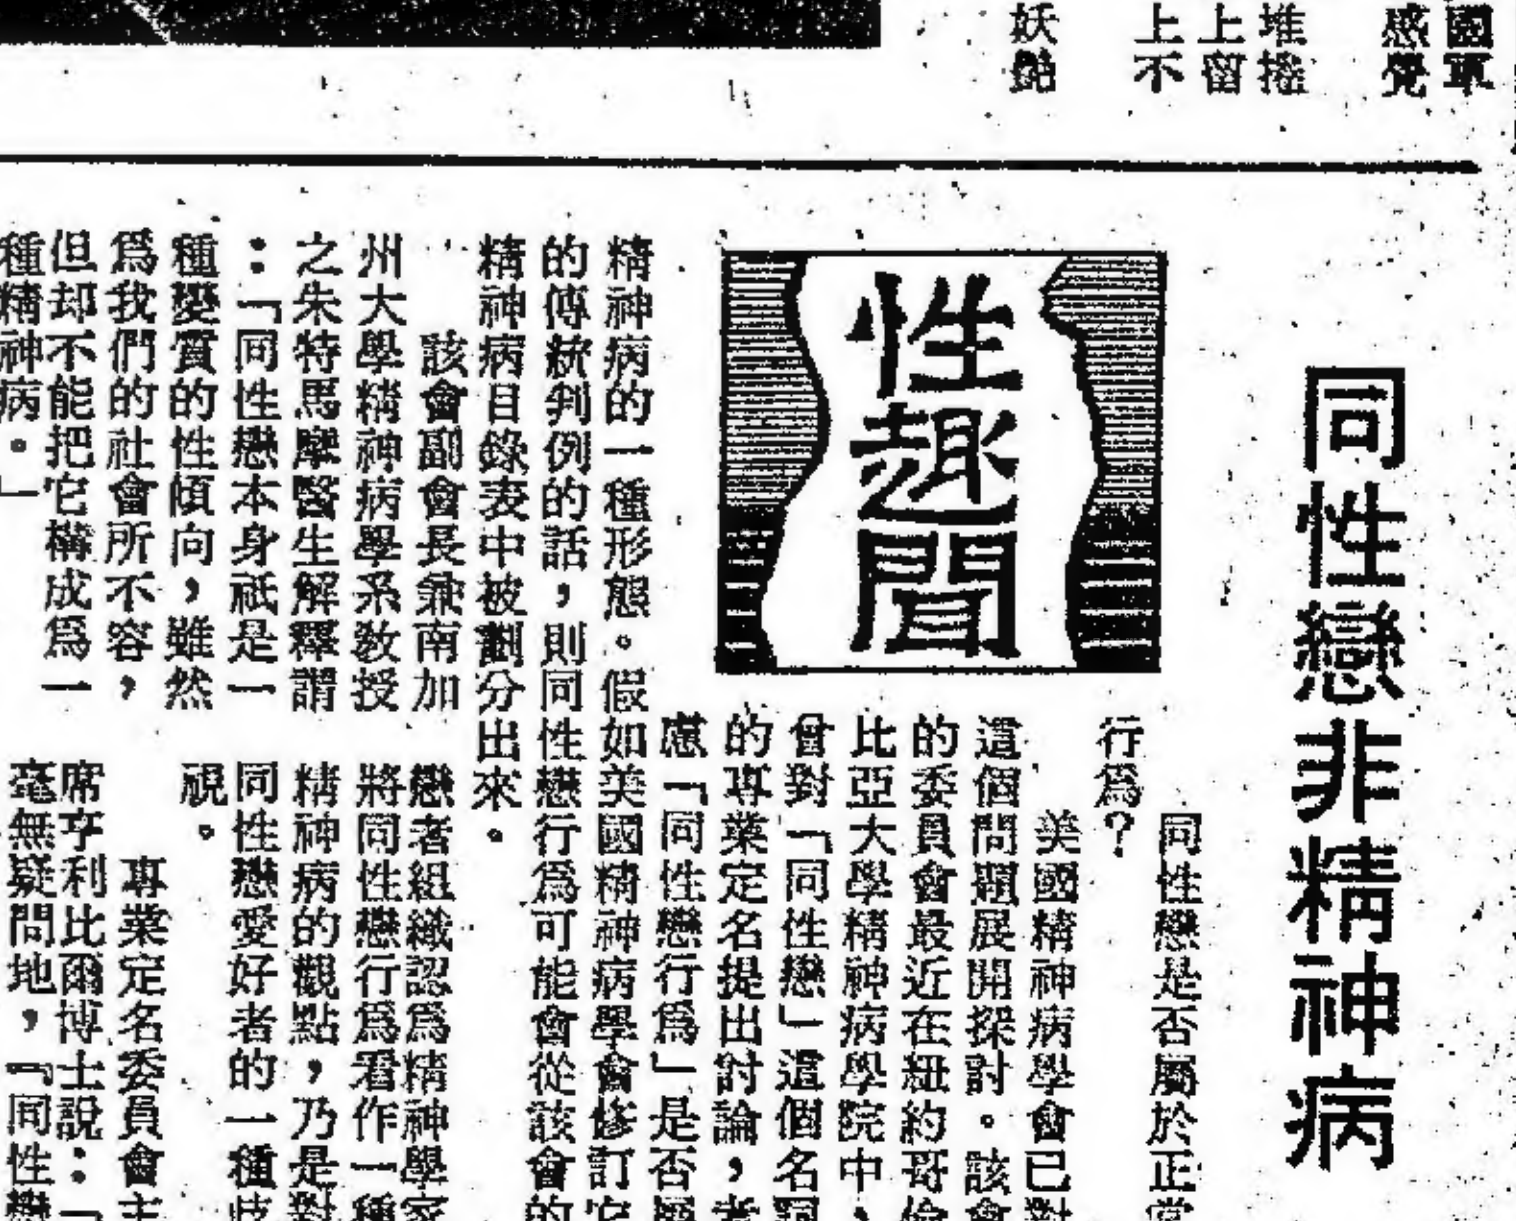 國軍
感覺
堆
上留
上不
妖艷
同性戀非精神病
性趣聞
同性戀是否屬於正常
行爲？
美國精神病學會已對
這個問題展開探討。該會
的委員會最近在紐約哥倫
比亞大學精神病學院中，
會對「同性戀」這個名詞
的專業定名提出討論，考
慮「同性戀行爲」是否屬
精神病的一種形態。假如美國精神病學會修訂它
的傳統判例的話，則同性戀行爲可能會從該會的
精神病目錄表中被劃分出來。
該會副會長兼南加
州大學精神病學系教授
之朱特馬摩醫生解釋謂
：「同性戀本身祇是一
種變質的性傾向，雖然
爲我們的社會所不容，
但却不能把它構成爲一
種精神病。」
戀者組織認爲精神學家
將同性戀行爲看作一種
精神病的觀點，乃是對
同性戀愛好者的一種歧
視。
專業定名委員會主
席亨利比爾博士說：「
毫無疑問地，『同性戀